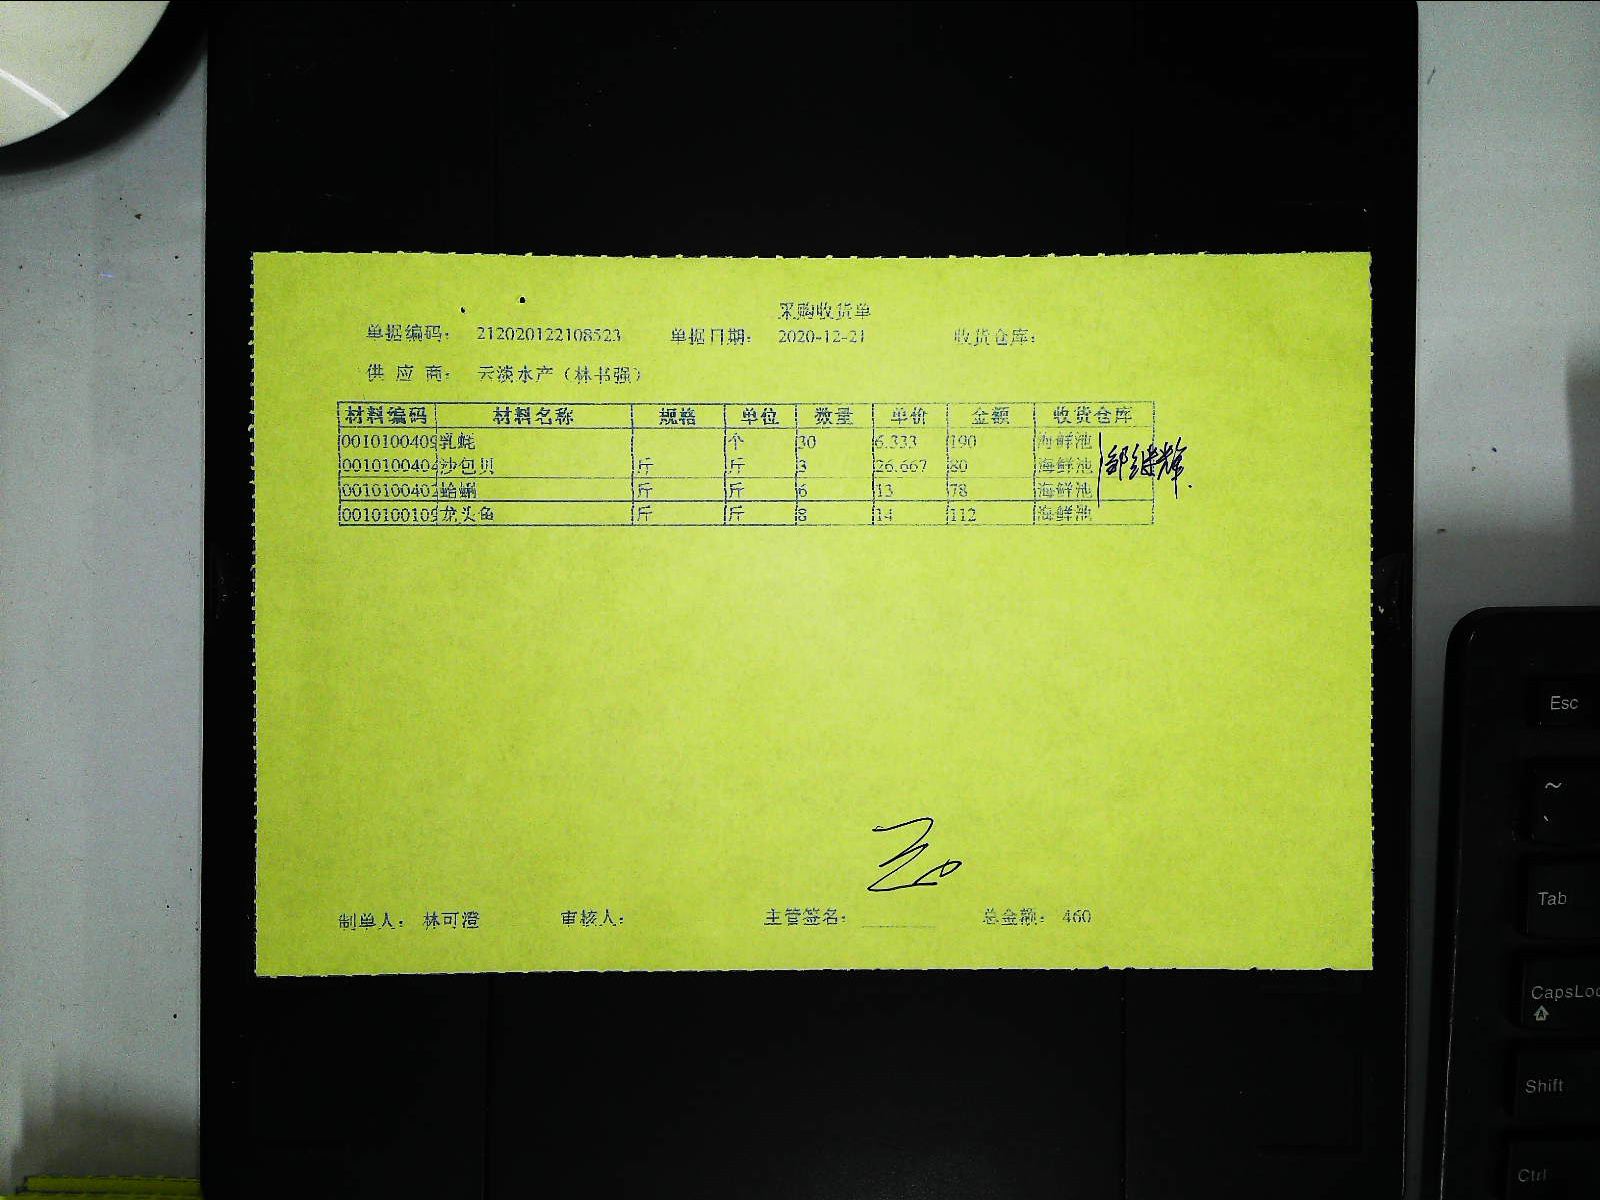 采购收货单
单据编码： 212020122108523 单据日期： 2020-12-21 收货仓库：
供 应 商： 云淡水产（林书强）
材料编码 材料名称 规格 单位 数量 单价 金额 收货仓库
0010100409 乳蚝 个 30 6.333 190 海鲜池
0010100404 沙包贝 斤 斤 3 26.667 80 海鲜池
0010100402 蛤蜊 斤 斤 6 13 78 海鲜池
0010100109 龙头鱼 斤 斤 8 14 112 海鲜池
制单人： 林可澄 审核人： 主管签名： 总金额： 460
Esc
~
Tab
CapsLoc
Shift
Ctrl